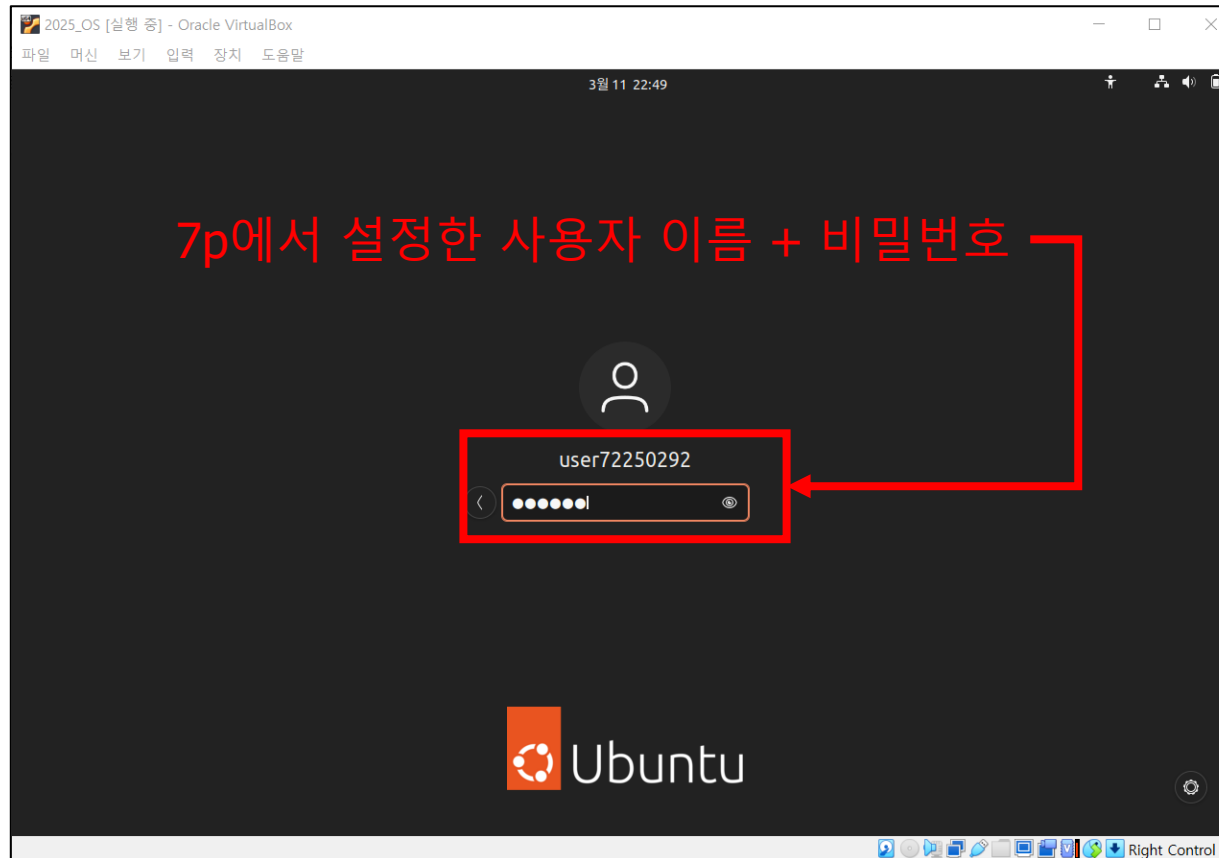 2025_OS [실행 중] - Oracle VirtualBox
파일 머신 보기 입력 장치 도움말
3월 11 22:49
7p에서 설정한 사용자 이름 + 비밀번호
user72250292
Ubuntu
Right Control